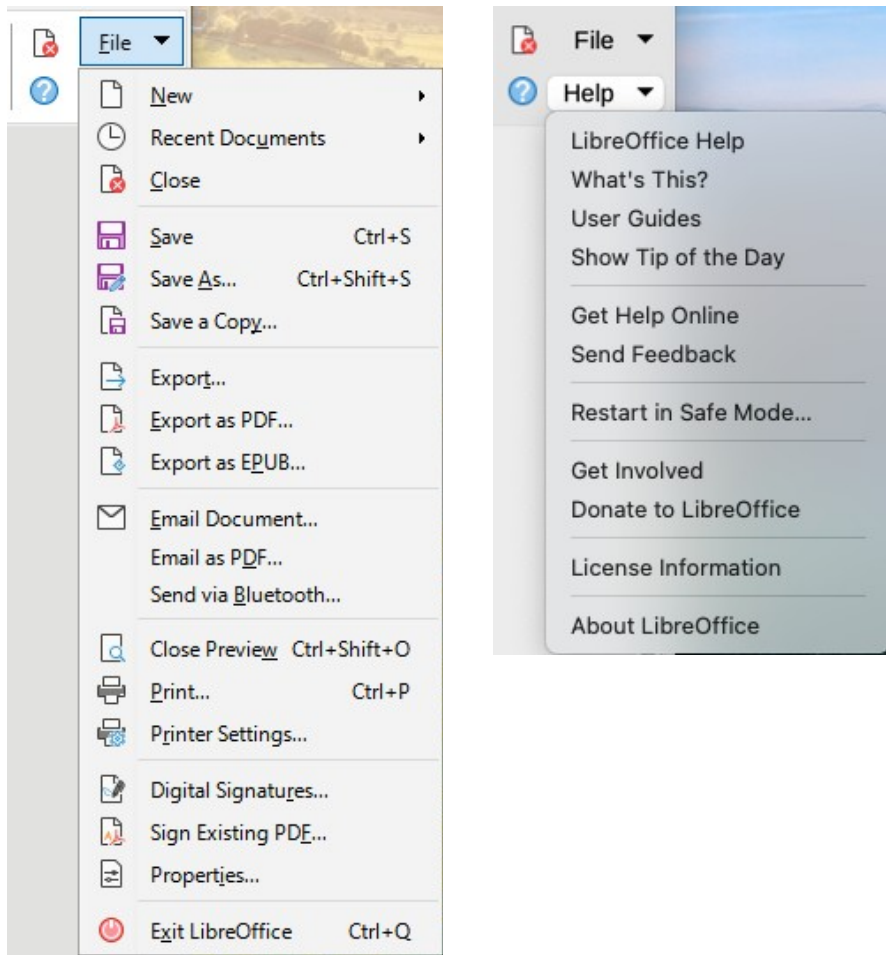 File
New
Recent Documents
Close
Save Ctrl+S
Save As... Ctrl+Shift+S
Save a Copy...
Export...
Export as PDF...
Export as EPUB...
Email Document...
Email as PDF...
Send via Bluetooth...
Close Preview Ctrl+Shift+O
Print... Ctrl+P
Printer Settings...
Digital Signatures...
Sign Existing PDF...
Properties...
Exit LibreOffice Ctrl+Q
File
Help
LibreOffice Help
What's This?
User Guides
Show Tip of the Day
Get Help Online
Send Feedback
Restart in Safe Mode...
Get Involved
Donate to LibreOffice
License Information
About LibreOffice